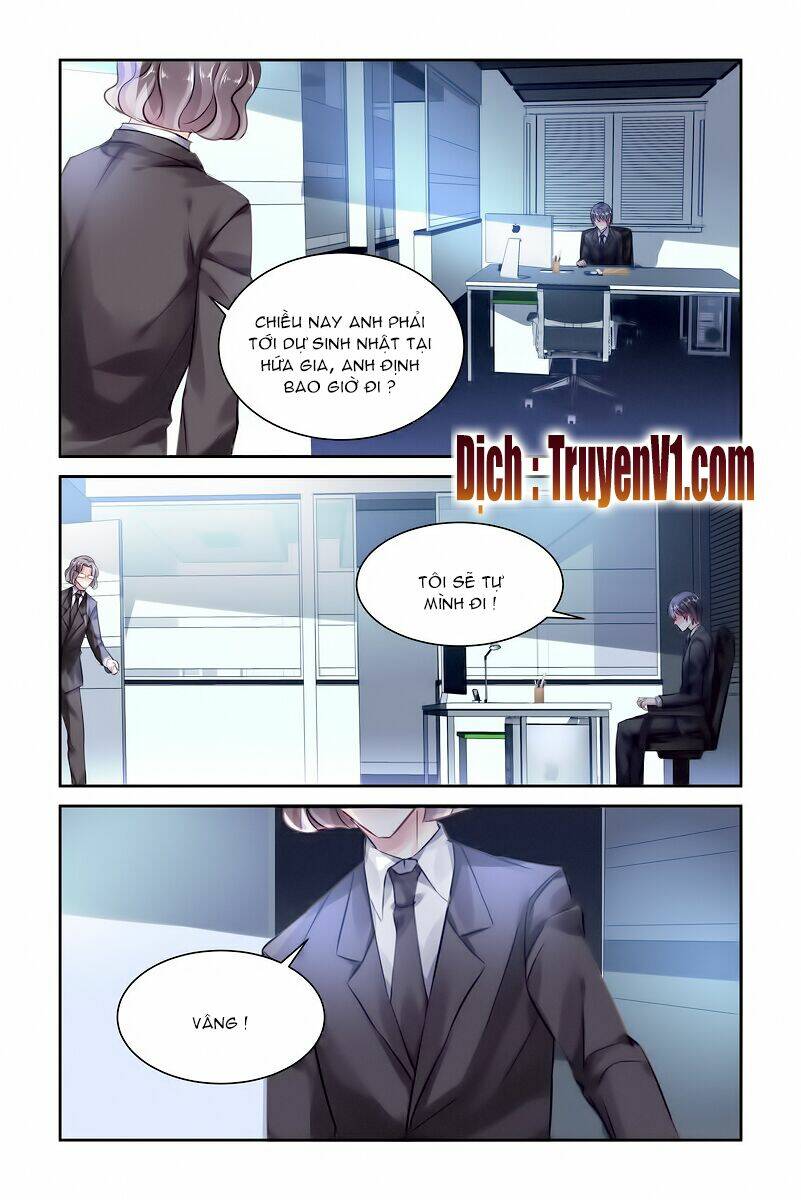 CHIỀU NAY ANH PHẢI
TỚI DỰ SINH NHẬT TẠI
HỨA GIA, ANH ĐỊNH
BAO GIỜ ĐI ?
Dịch : TruyenV1.com
TÔI SẼ TỰ
MÌNH ĐI !
VÂNG !